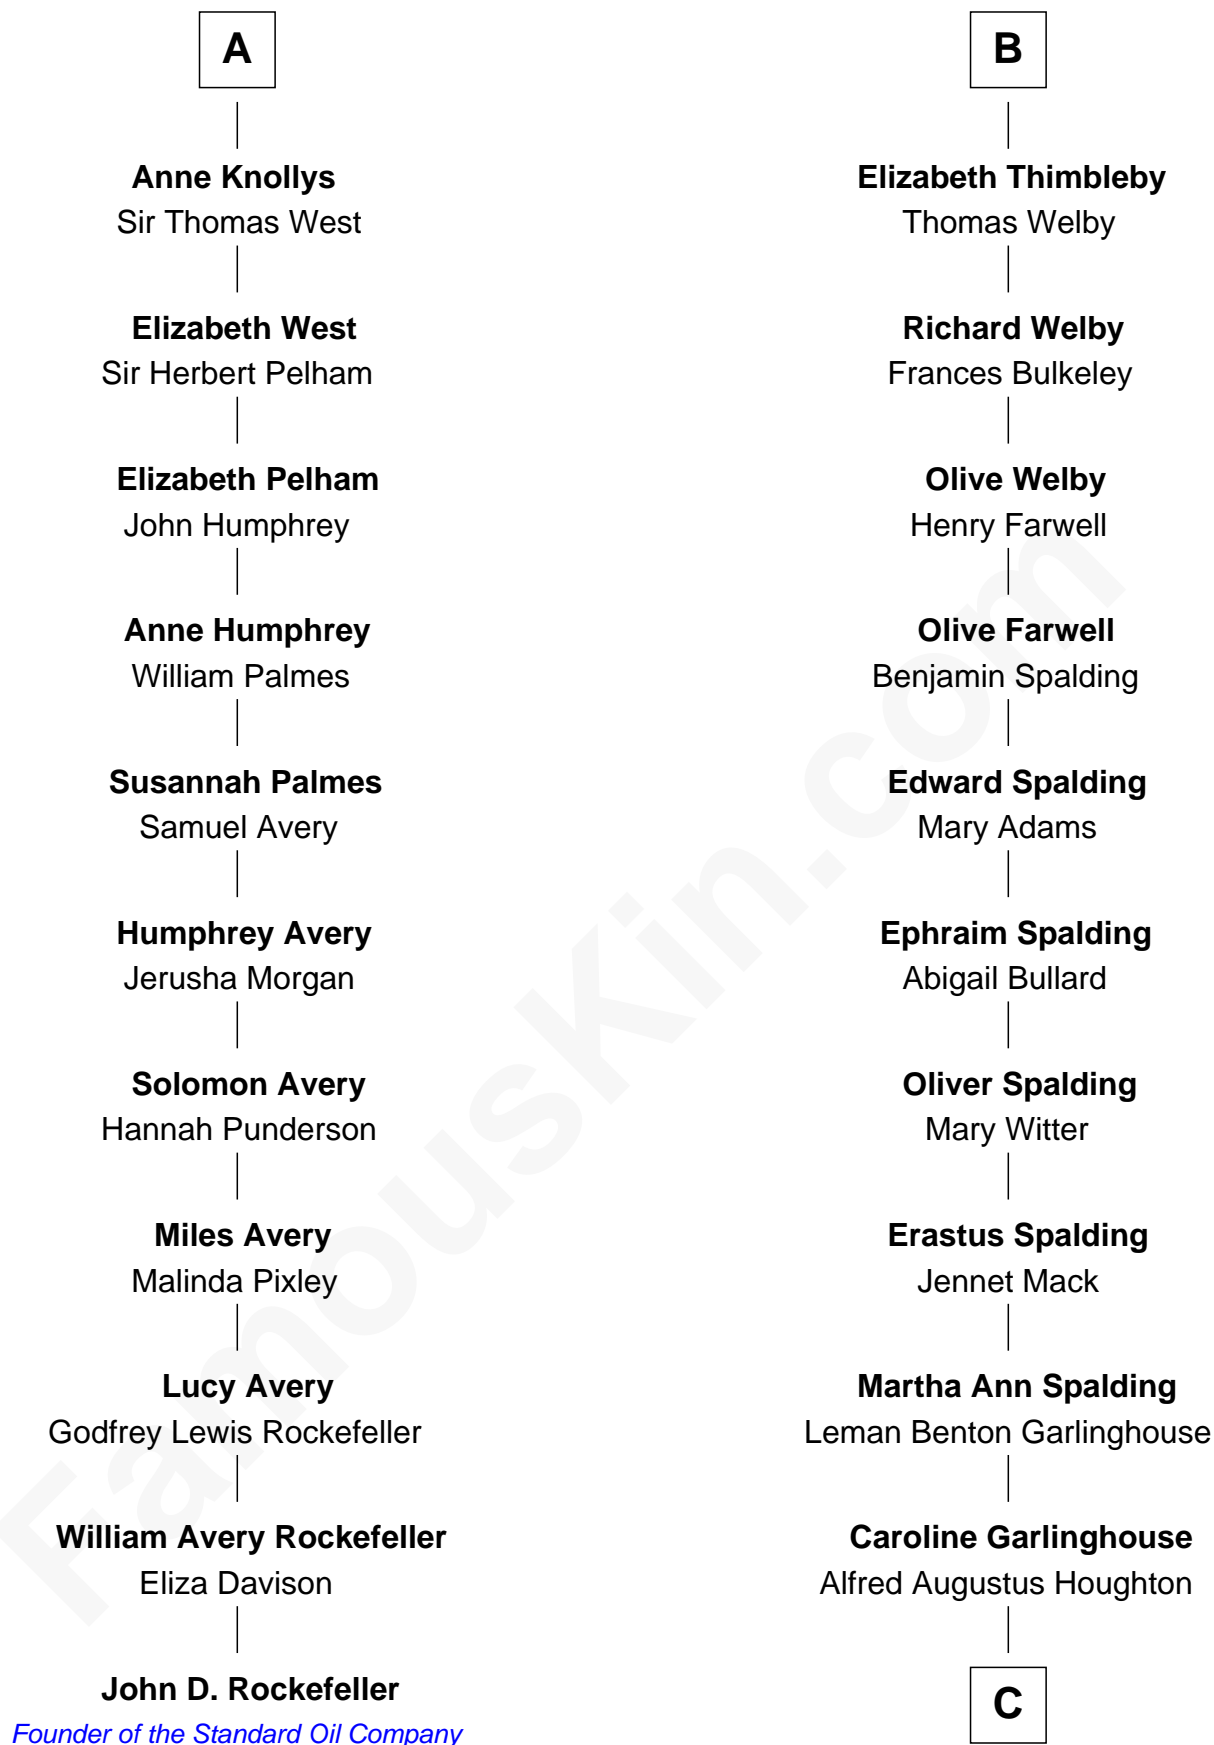 A
Anne Knollys
Sir Thomas West
Elizabeth West
Sir Herbert Pelham
Elizabeth Pelham
John Humphrey
Anne Humphrey
William Palmes
Susannah Palmes
Samuel Avery
Humphrey Avery
Jerusha Morgan
Solomon Avery
Hannah Punderson
Miles Avery
Malinda Pixley
Lucy Avery
Godfrey Lewis Rockefeller
William Avery Rockefeller
Eliza Davison
John D. Rockefeller
Founder of the Standard Oil Company
B
Elizabeth Thimbleby
Thomas Welby
Richard Welby
Frances Bulkeley
Olive Welby
Henry Farwell
Olive Farwell
Benjamin Spalding
Edward Spalding
Mary Adams
Ephraim Spalding
Abigail Bullard
Oliver Spalding
Mary Witter
Erastus Spalding
Jennet Mack
Martha Ann Spalding
Leman Benton Garlinghouse
Caroline Garlinghouse
Alfred Augustus Houghton
C
FamousKin.com